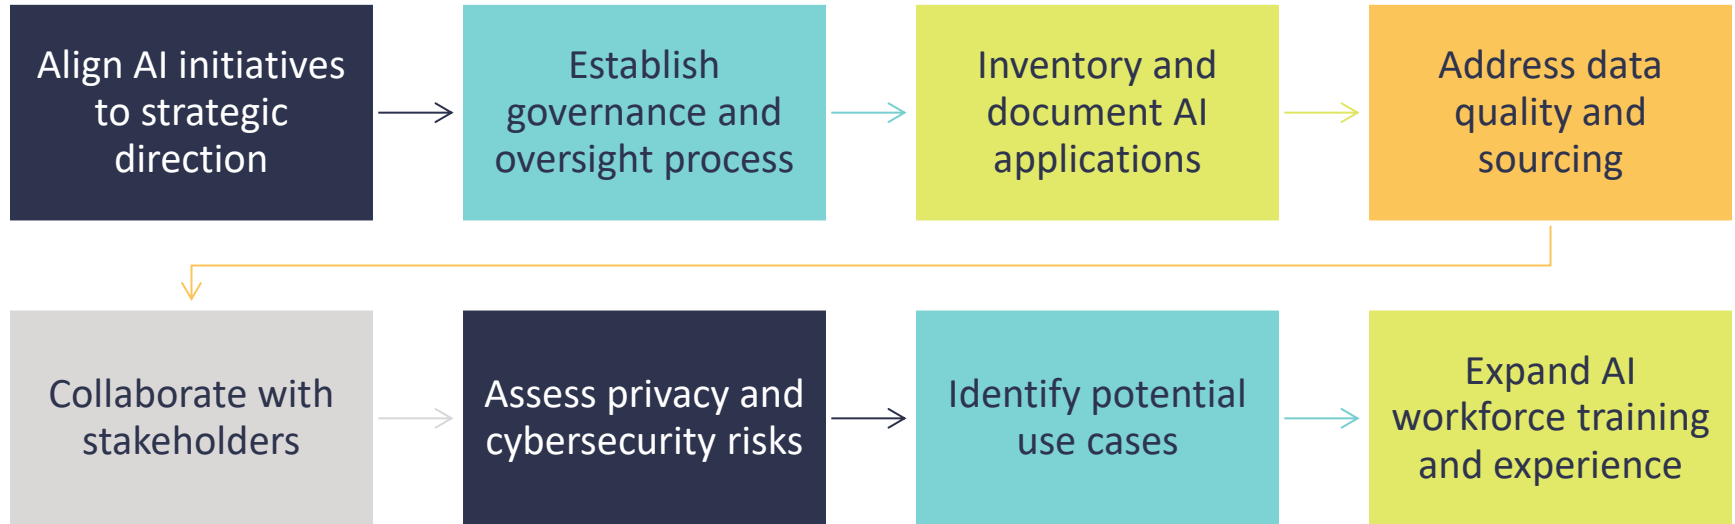 Align AI initiatives
to strategic
direction
Establish
governance and
oversight process
Inventory and
document AI
applications
Address data
quality and
sourcing
Collaborate with
stakeholders
Assess privacy and
cybersecurity risks
Identify potential
use cases
Expand AI
workforce training
and experience